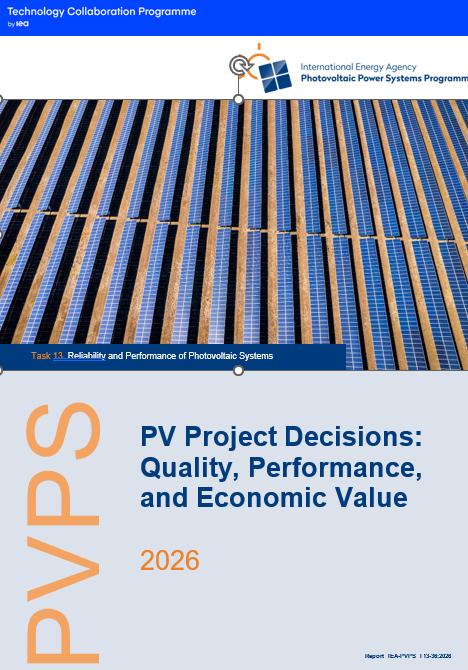 Technology Collaboration Programme
by iea
International Energy Agency
Photovoltaic Power Systems Programm
Task 13 Reliability and Performance of Photovoltaic Systems
PVPS
PV Project Decisions:
Quality, Performance,
and Economic Value
2026
Report IEA-PVPS T13-36:2026